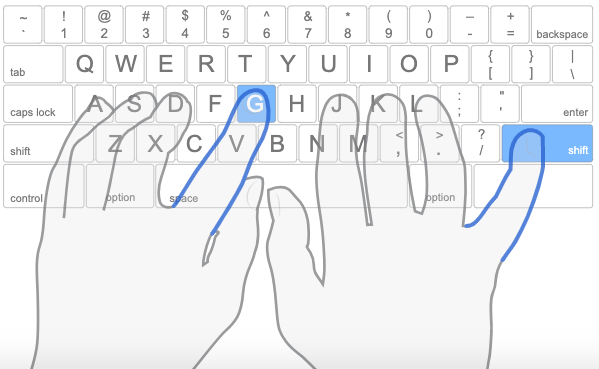 ~ ! @ # $ % ^ & * ( ) – +
` 1 2 3 4 5 6 7 8 9 0 - = backspace
tab Q W E R T Y U I O P { [ } ] | \
caps lock A S D F G H J K L : ; " ' enter
shift Z X C V B N M < , > . ? / shift
control option space option